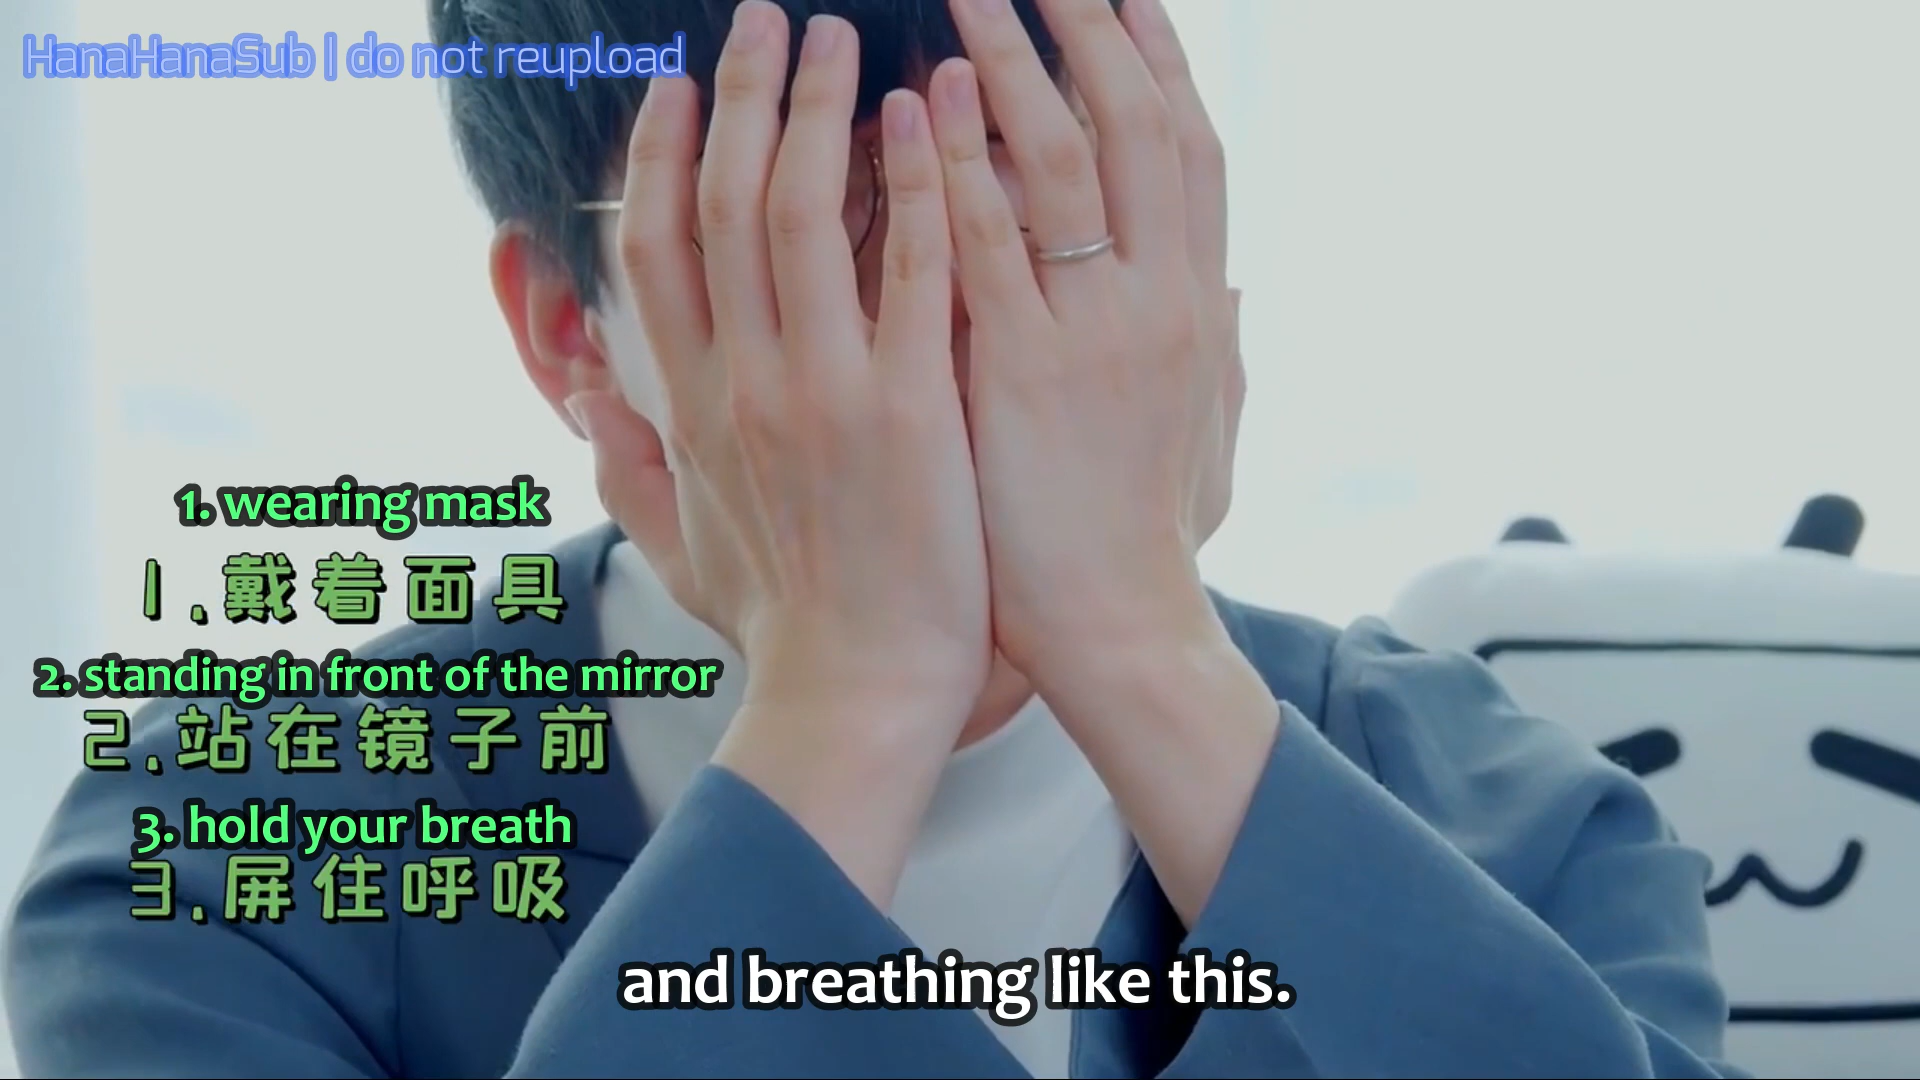 HanaHanaSub | do not reupload
1. wearing mask
1.戴着面具
2. standing in front of the mirror
2.站在镜子前
3. hold your breath
3.屏住呼吸
and breathing like this.